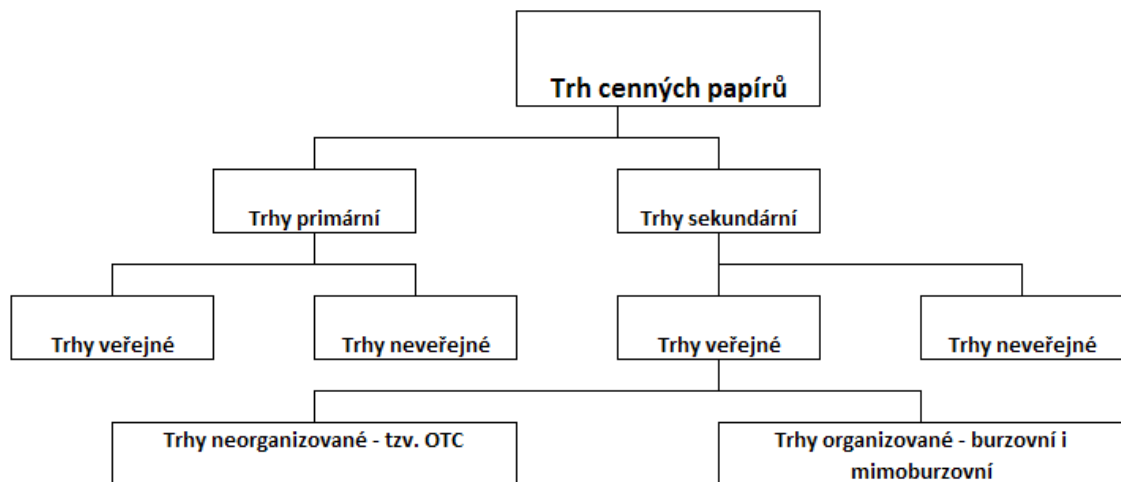 Trh cenných papírů
Trhy primární
Trhy sekundární
Trhy veřejné
Trhy neveřejné
Trhy veřejné
Trhy neveřejné
Trhy neorganizované - tzv. OTC
Trhy organizované - burzovní i
mimoburzovní